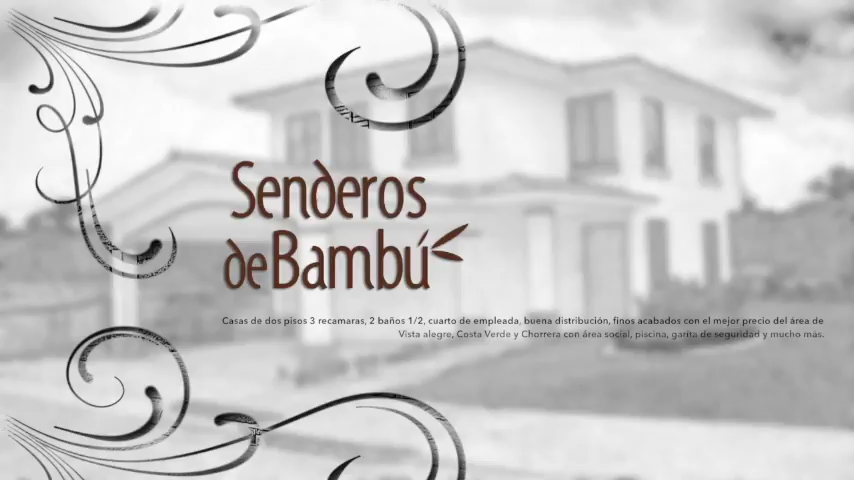 Senderos
de Bambú
Casas de dos pisos 3 recamaras, 2 baños 1/2, cuarto de empleada, buena distribución, finos acabados con el mejor precio del área de
Vista alegre, Costa Verde y Chorrera con área social, piscina, garita de seguridad y mucho más.